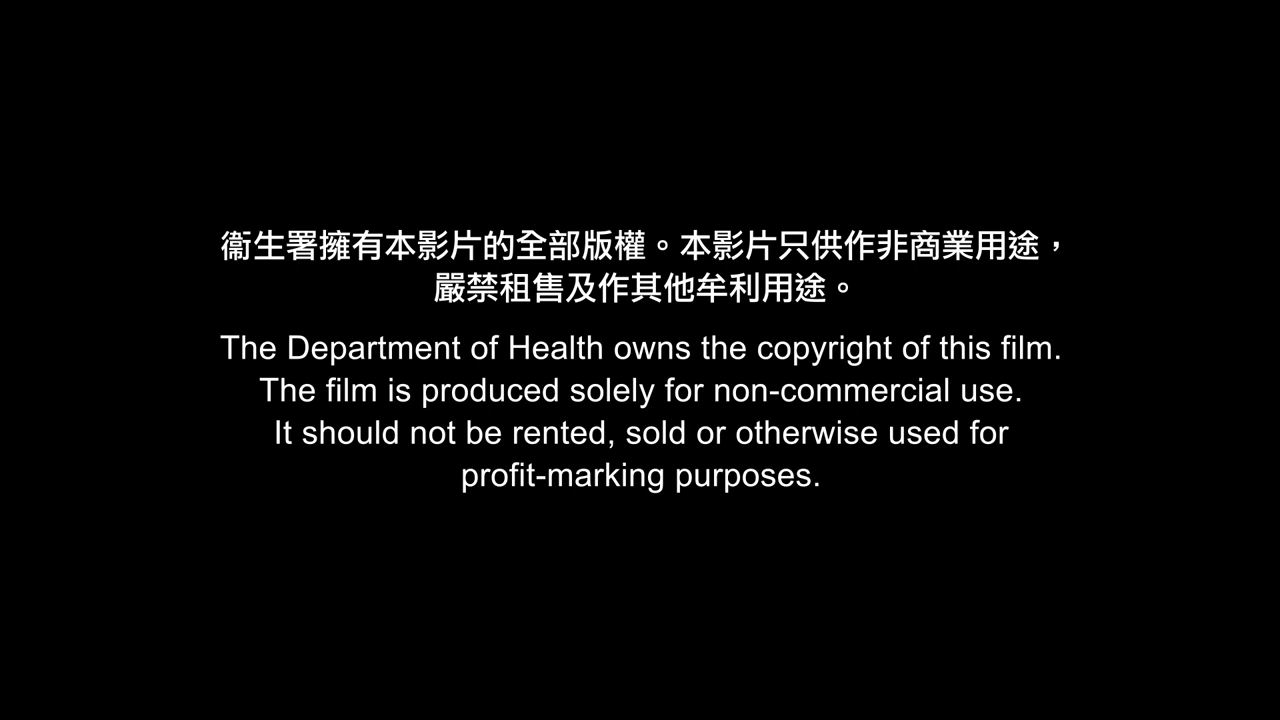 衞生署擁有本影片的全部版權。本影片只供作非商業用途，
嚴禁租售及作其他牟利用途。
The Department of Health owns the copyright of this film.
The film is produced solely for non-commercial use.
It should not be rented, sold or otherwise used for
profit-marking purposes.